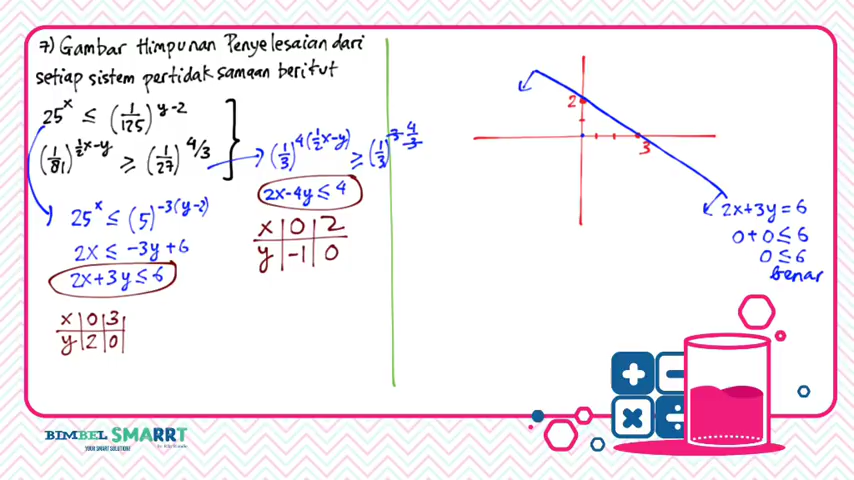 7) Gambar Himpunan Penyelesaian dari
setiap sistem pertidak samaan berikut
25^x ≤ (1/125)^(y-2)
(1/81)^(1/2x-y) ≥ (1/27)^(4/3)
(1/3)^(4(1/2x-y)) ≥ (1/3)^(3·4/3)
2x-4y ≤ 4
x | 0 | 2
y | -1 | 0
25^x ≤ (5)^(-3(y-2))
2x ≤ -3y+6
2x+3y ≤ 6
x | 0 | 3
y | 2 | 0
2
3
2x+3y = 6
0+0 ≤ 6
0 ≤ 6
benar
BIMBEL SMARRT
YOUR SMART SOLUTION!